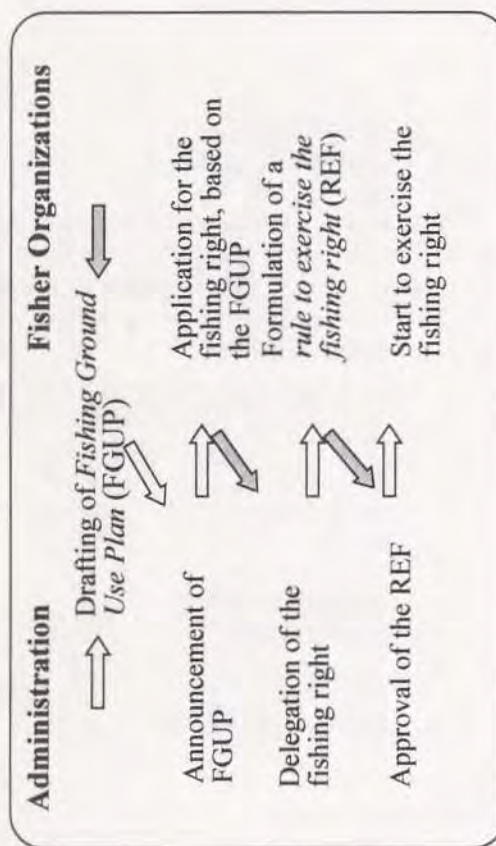 Administration
Fisher Organizations
Drafting of Fishing Ground
Use Plan (FGUP)
Announcement of
FGUP
Application for the
fishing right, based on
the FGUP
Delegation of the
fishing right
Formulation of a
rule to exercise the
fishing right (REF)
Approval of the REF
Start to exercise the
fishing right